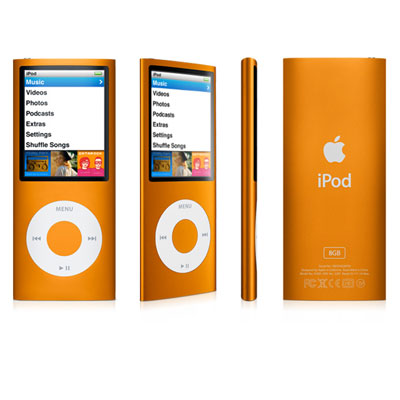 iPod
Music
Videos
Photos
Podcasts
Extras
Settings
Shuffle Songs
MENU
iPod
Music
Videos
Photos
Podcasts
Extras
Settings
Shuffle Songs
MENU
iPod
8GB